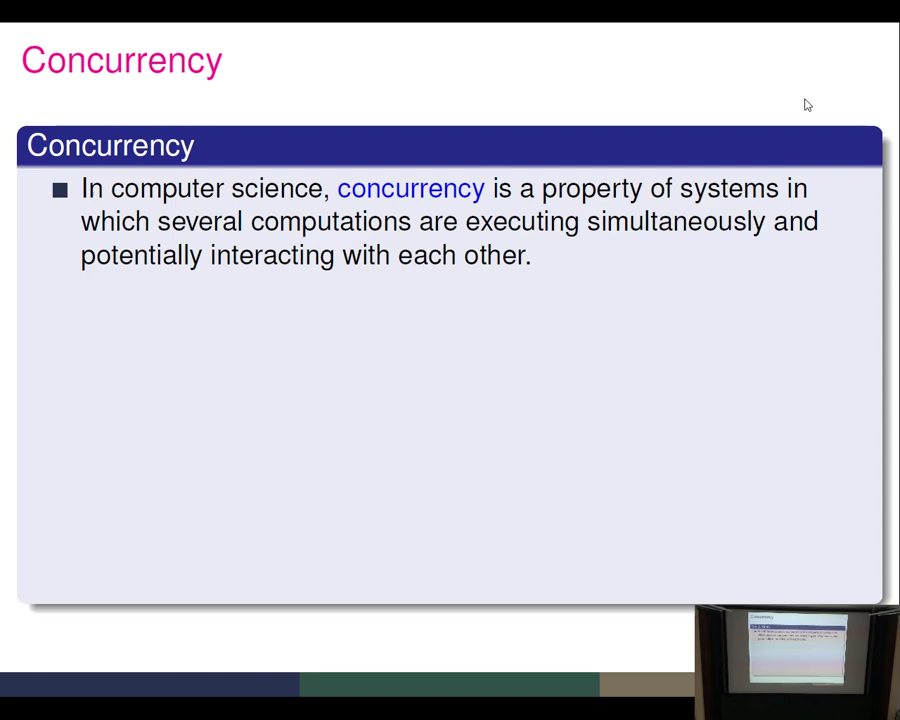 Concurrency
Concurrency
In computer science, concurrency is a property of systems in
which several computations are executing simultaneously and
potentially interacting with each other.